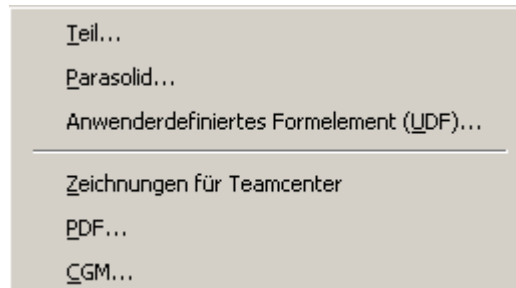 Teil...
Parasolid...
Anwenderdefiniertes Formelement (UDF)...
Zeichnungen für Teamcenter
PDF...
CGM...